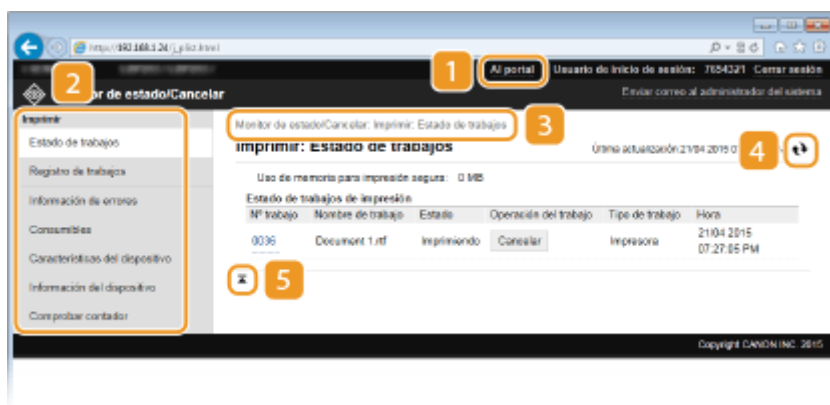 http://192.168.1.24/j_plist.html
1
Al portal
Usuario de inicio de sesión: 7654321
Cerrar sesión
2
de estado/Cancelar
Enviar correo al administrador del sistema
Imprimir
Estado de trabajos
Registro de trabajos
Información de errores
Consumibles
Características del dispositivo
Información del dispositivo
Comprobar contador
Monitor de estado/Cancelar: Imprimir: Estado de trabajos
3
Imprimir: Estado de trabajos
Última actualización:21/04 2015
4
Uso de memoria para impresión segura: 0 MB
Estado de trabajos de impresión
Nº trabajo Nombre de trabajo Estado Operación del trabajo Tipo de trabajo Hora
0036 Document 1.rtf Imprimiendo Cancelar Impresora 21/04 2015 07:27:05 PM
5
Copyright CANON INC. 2015